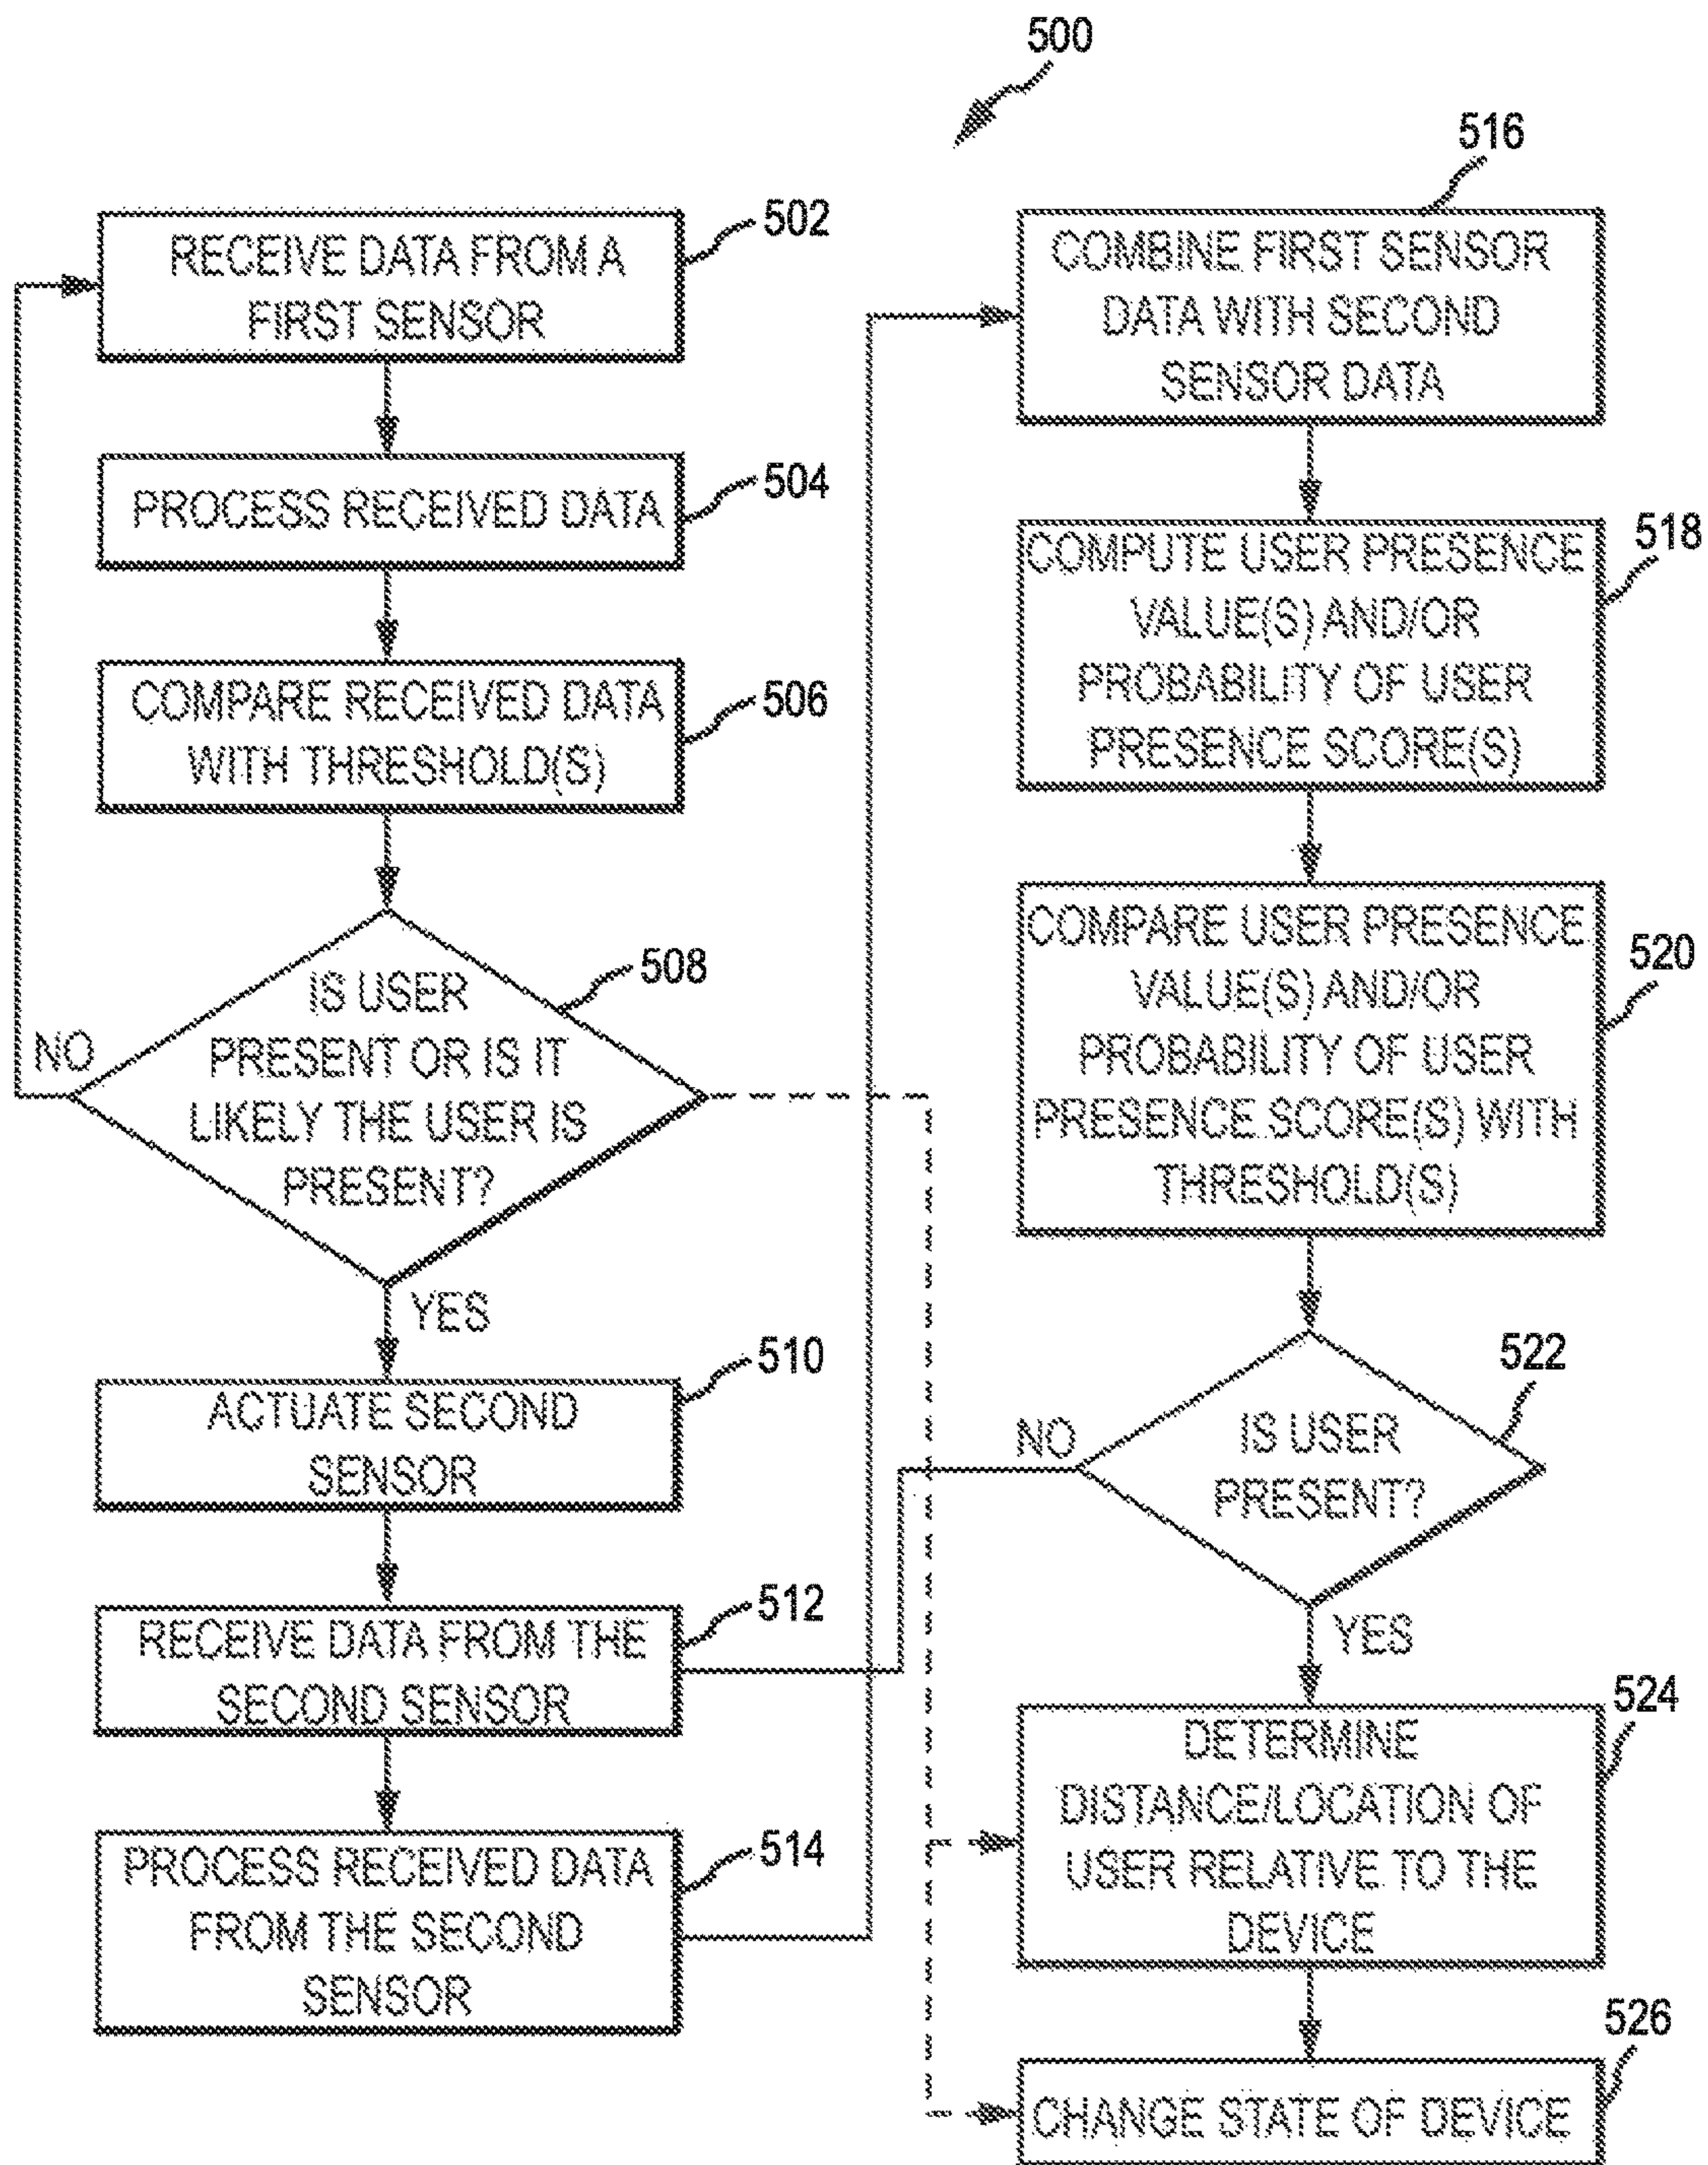 500
502
RECEIVE DATA FROM A
FIRST SENSOR
504
PROCESS RECEIVED DATA
506
COMPARE RECEIVED DATA
WITH THRESHOLD(S)
508
IS USER
PRESENT OR IS IT
LIKELY THE USER IS
PRESENT?
NO
YES
510
ACTUATE SECOND
SENSOR
512
RECEIVE DATA FROM THE
SECOND SENSOR
514
PROCESS RECEIVED DATA
FROM THE SECOND
SENSOR
516
COMBINE FIRST SENSOR
DATA WITH SECOND
SENSOR DATA
518
COMPUTE USER PRESENCE
VALUE(S) AND/OR
PROBABILITY OF USER
PRESENCE SCORE(S)
520
COMPARE USER PRESENCE
VALUE(S) AND/OR
PROBABILITY OF USER
PRESENCE SCORE(S) WITH
THRESHOLD(S)
522
IS USER
PRESENT?
NO
YES
524
DETERMINE
DISTANCE/LOCATION OF
USER RELATIVE TO THE
DEVICE
526
CHANGE STATE OF DEVICE